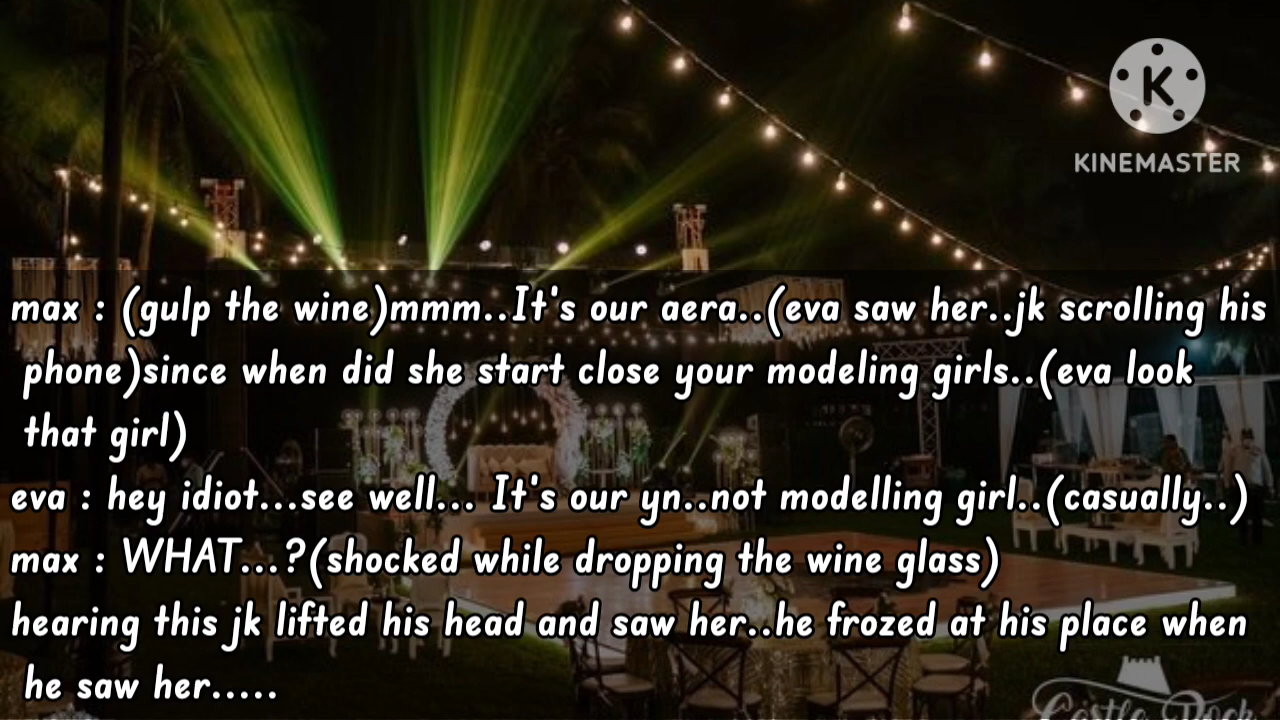 K
KINEMASTER
max : (gulp the wine)mmm..It's our aera..(eva saw her..jk scrolling his
phone)since when did she start close your modeling girls..(eva look
that girl)
eva : hey idiot...see well... It's our yn..not modelling girl..(casually..)
max : WHAT...?(shocked while dropping the wine glass)
hearing this jk lifted his head and saw her..he frozed at his place when
he saw her.....
Castle Rock